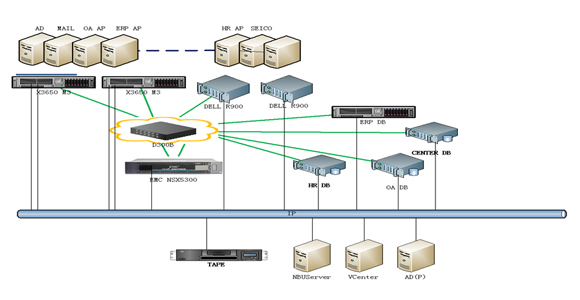 AD MAIL OA AP ERP AP HR AP SEICO
X3650 M3 X3650 M3 DELL R900 DELL R900
ERP DB
D300B CENTER DB
EMC NSX5300 HR DB OA DB
IP
TAPE NBUServer VCenter AD(P)